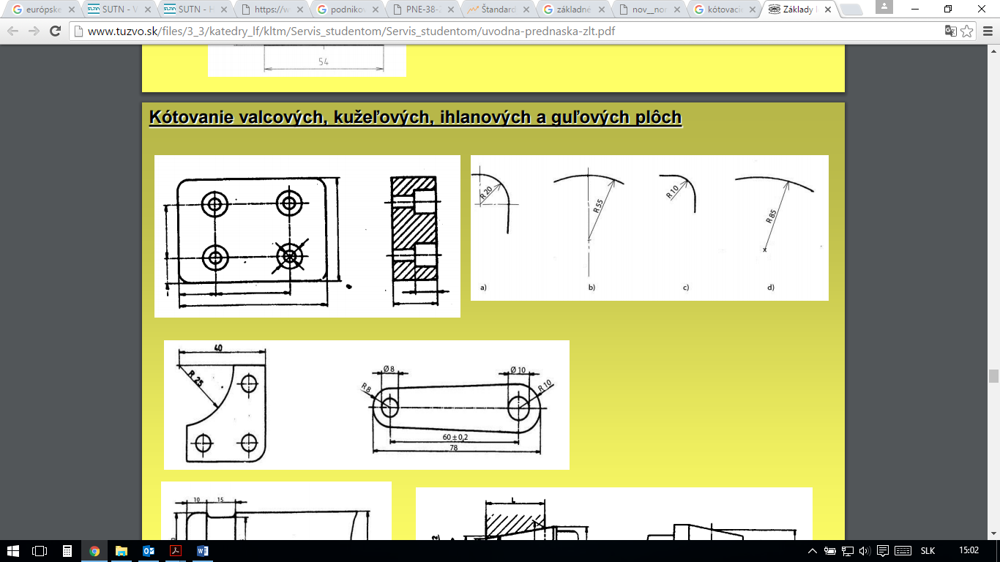 európske
SUTN - V
SUTN - H
https://w
podnikov
PNE-38-2
Štandard
základné
nov__nor
kótovacie
Základy
www.tuzvo.sk/files/3_3/katedry_lf/kltm/Servis_studentom/Servis_studentom/uvodna-prednaska-zlt.pdf
54
Kótovanie valcových, kužeľových, ihlanových a guľových plôch
R 20
R 55
R 10
R 85
x
a)
b)
c)
d)
40
R 25
Ø 8
Ø 10
R 8
R 10
60 ± 0,2
78
10
15
L
SLK
15:02